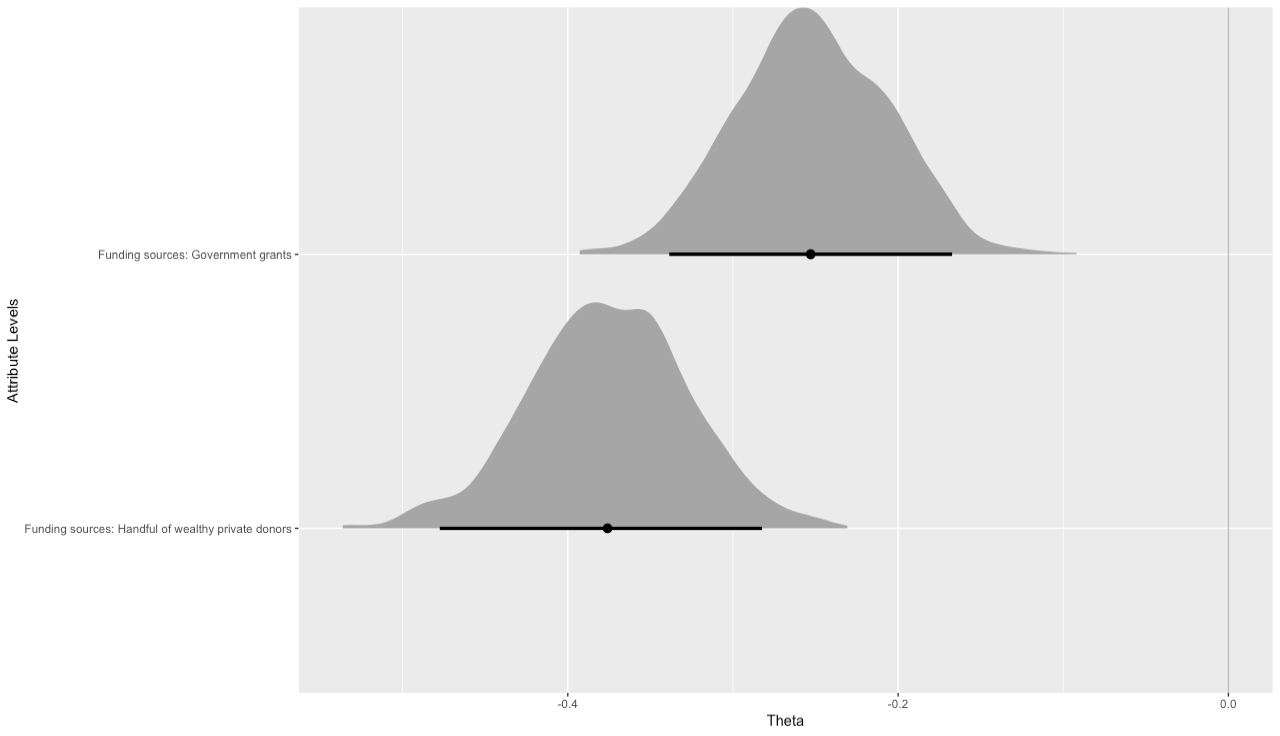 Funding sources: Government grants
Attribute Levels
Funding sources: Handful of wealthy private donors
-0.4
-0.2
0.0
Theta